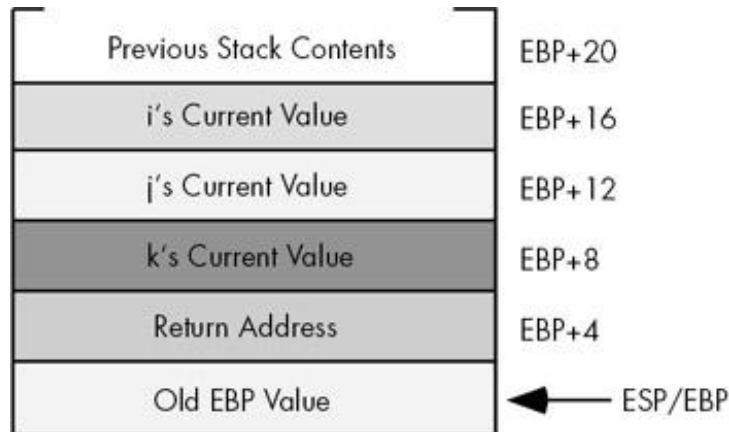 Previous Stack Contents EBP+20
i's Current Value EBP+16
j's Current Value EBP+12
k's Current Value EBP+8
Return Address EBP+4
Old EBP Value ESP/EBP